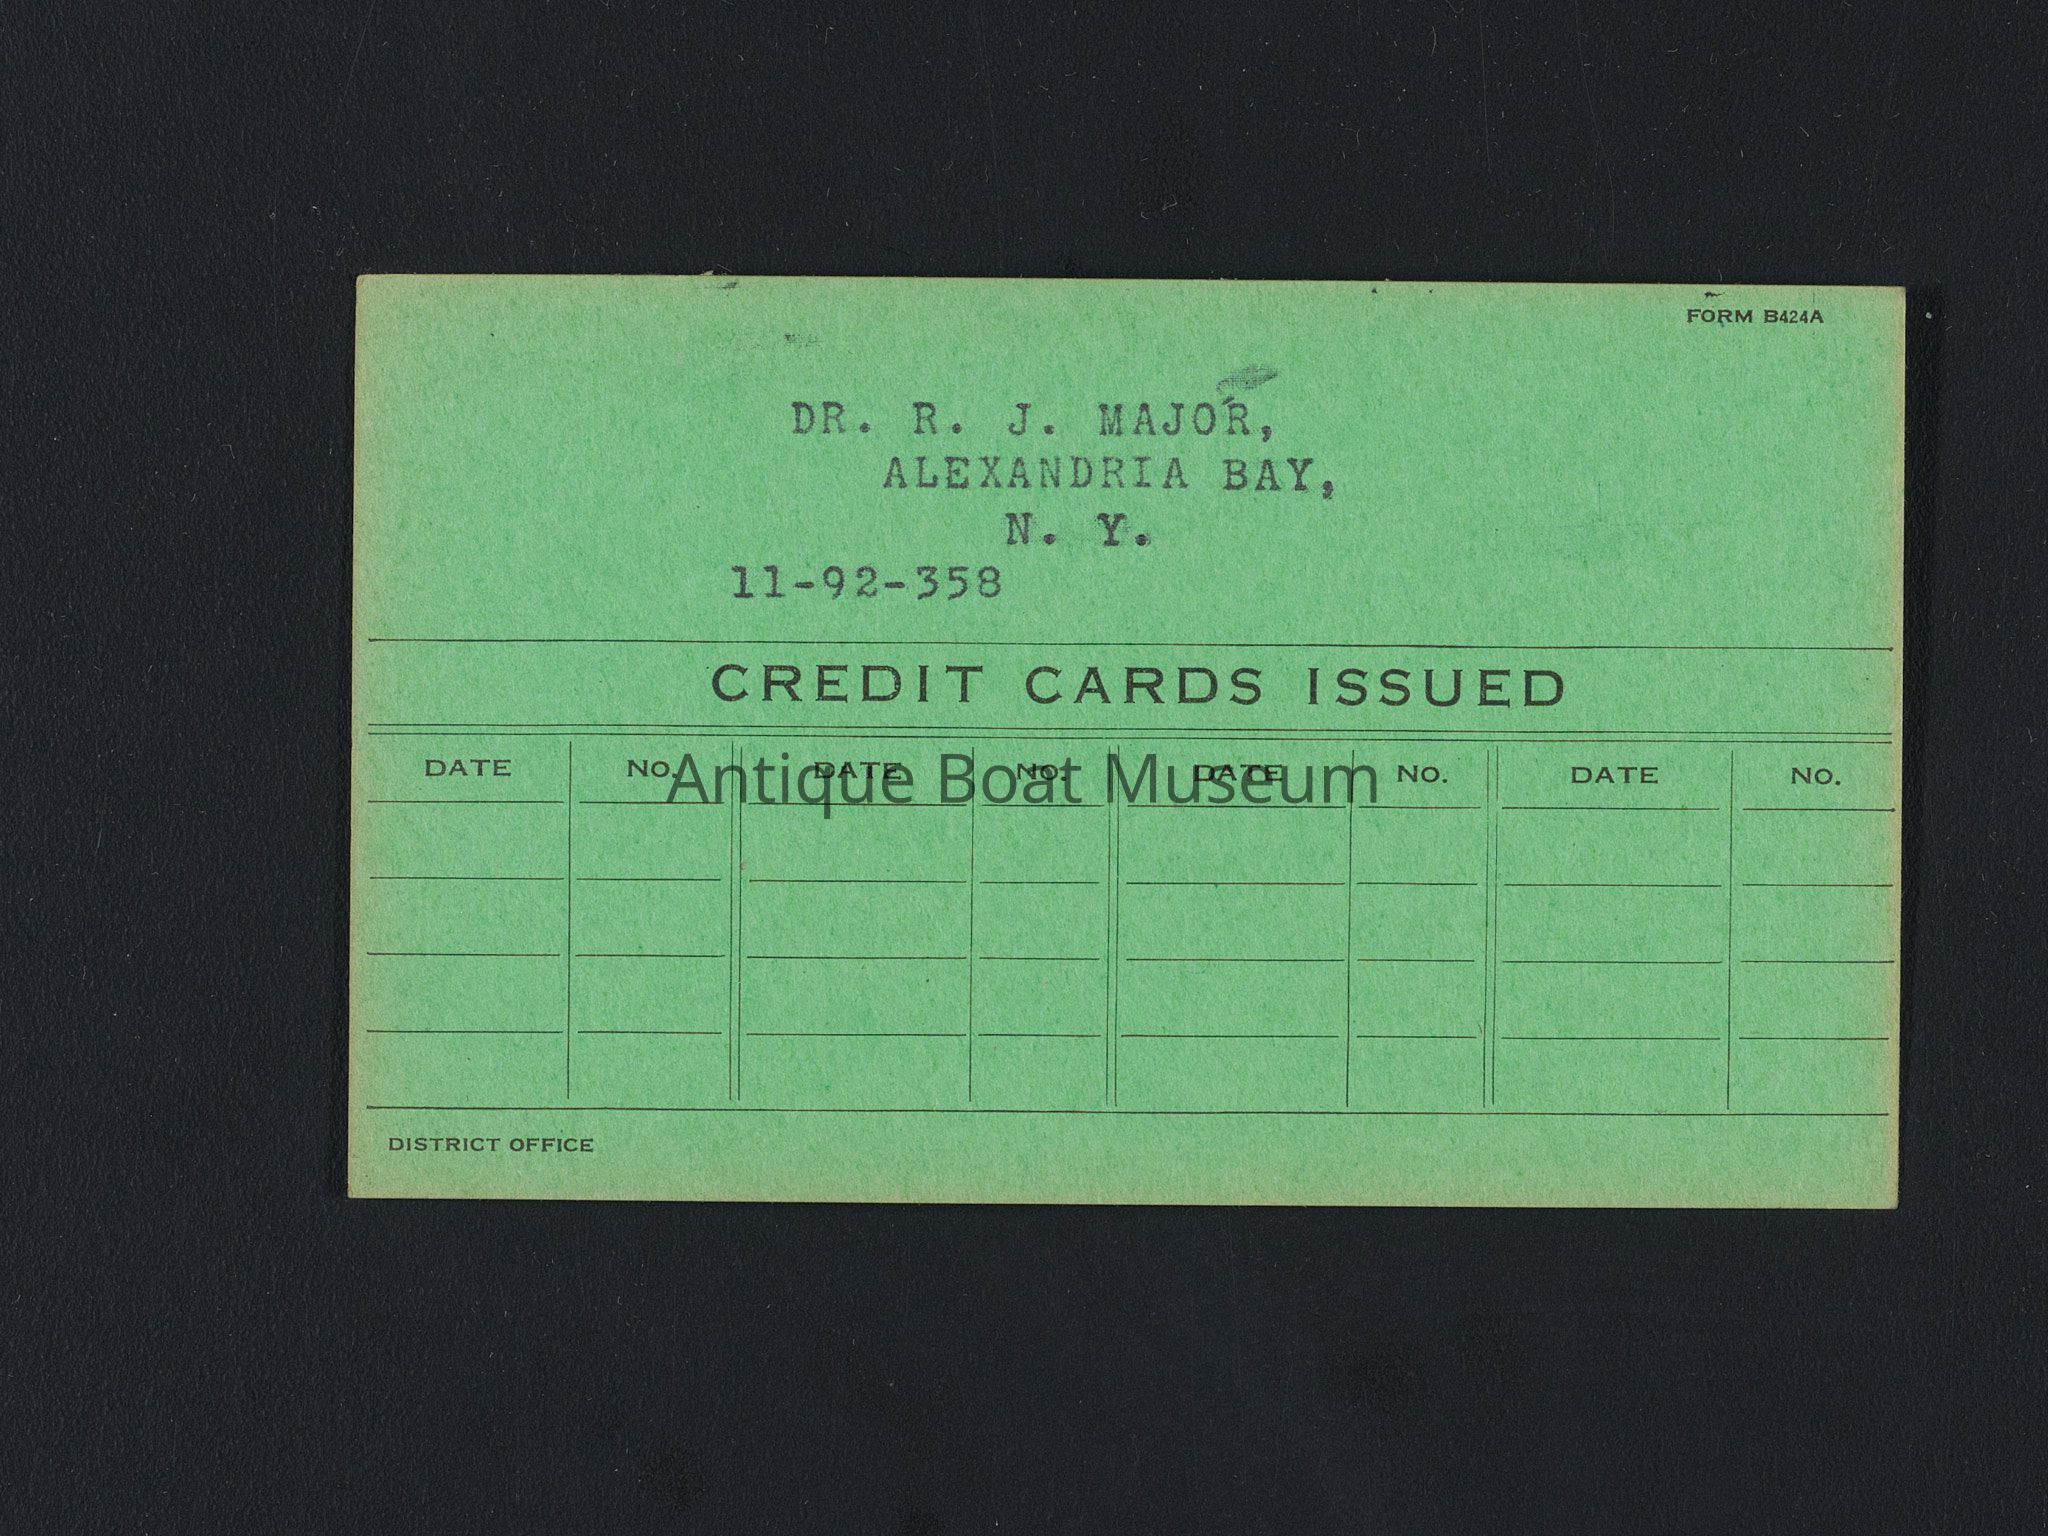 FORM B424A
DR. R. J. MAJOR,
ALEXANDRIA BAY,
N. Y.
11-92-358
CREDIT CARDS ISSUED
DATE NO. DATE NO. DATE NO. DATE NO.
Antique Boat Museum
DISTRICT OFFICE